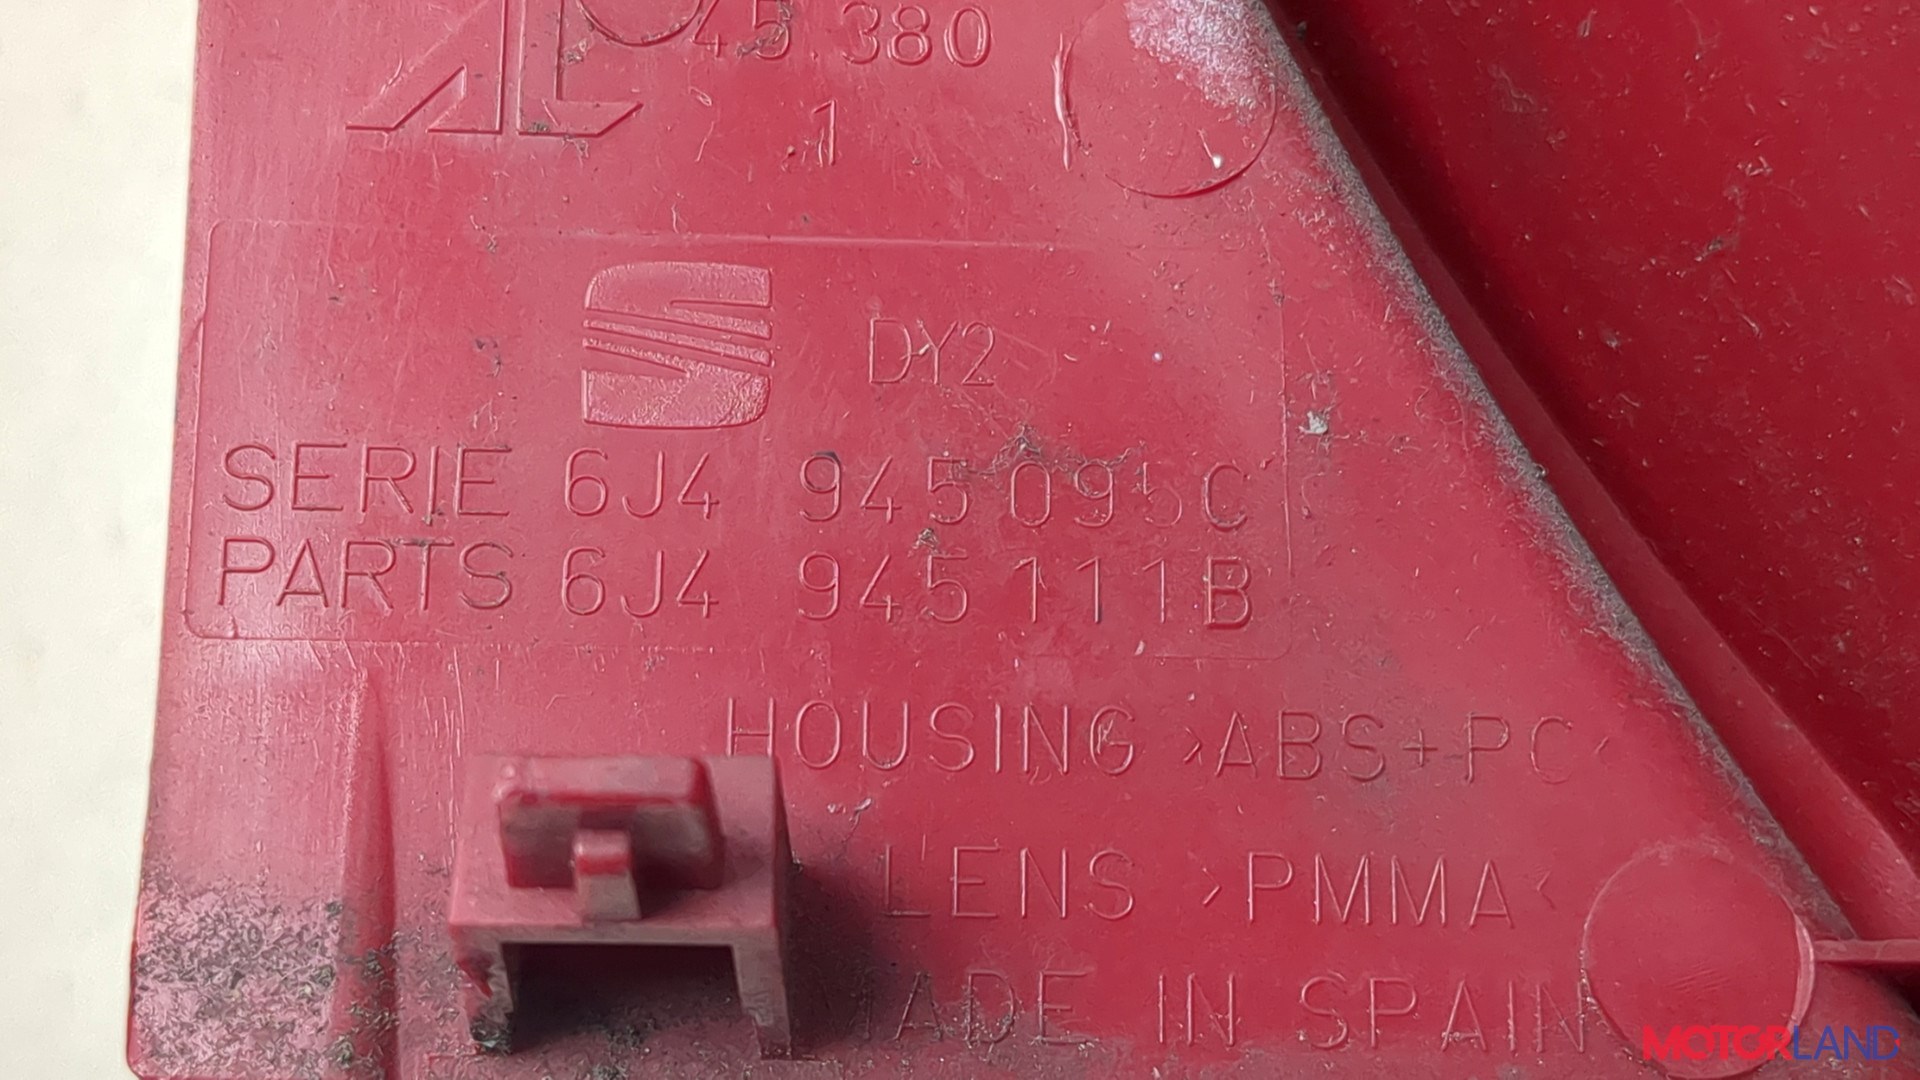 AL 45.380
1
DY2
SERIE 6J4 945 095C
PARTS 6J4 945 111B
HOUSING >ABS+PC<
LENS >PMMA<
MADE IN SPAIN
MOTORLAND